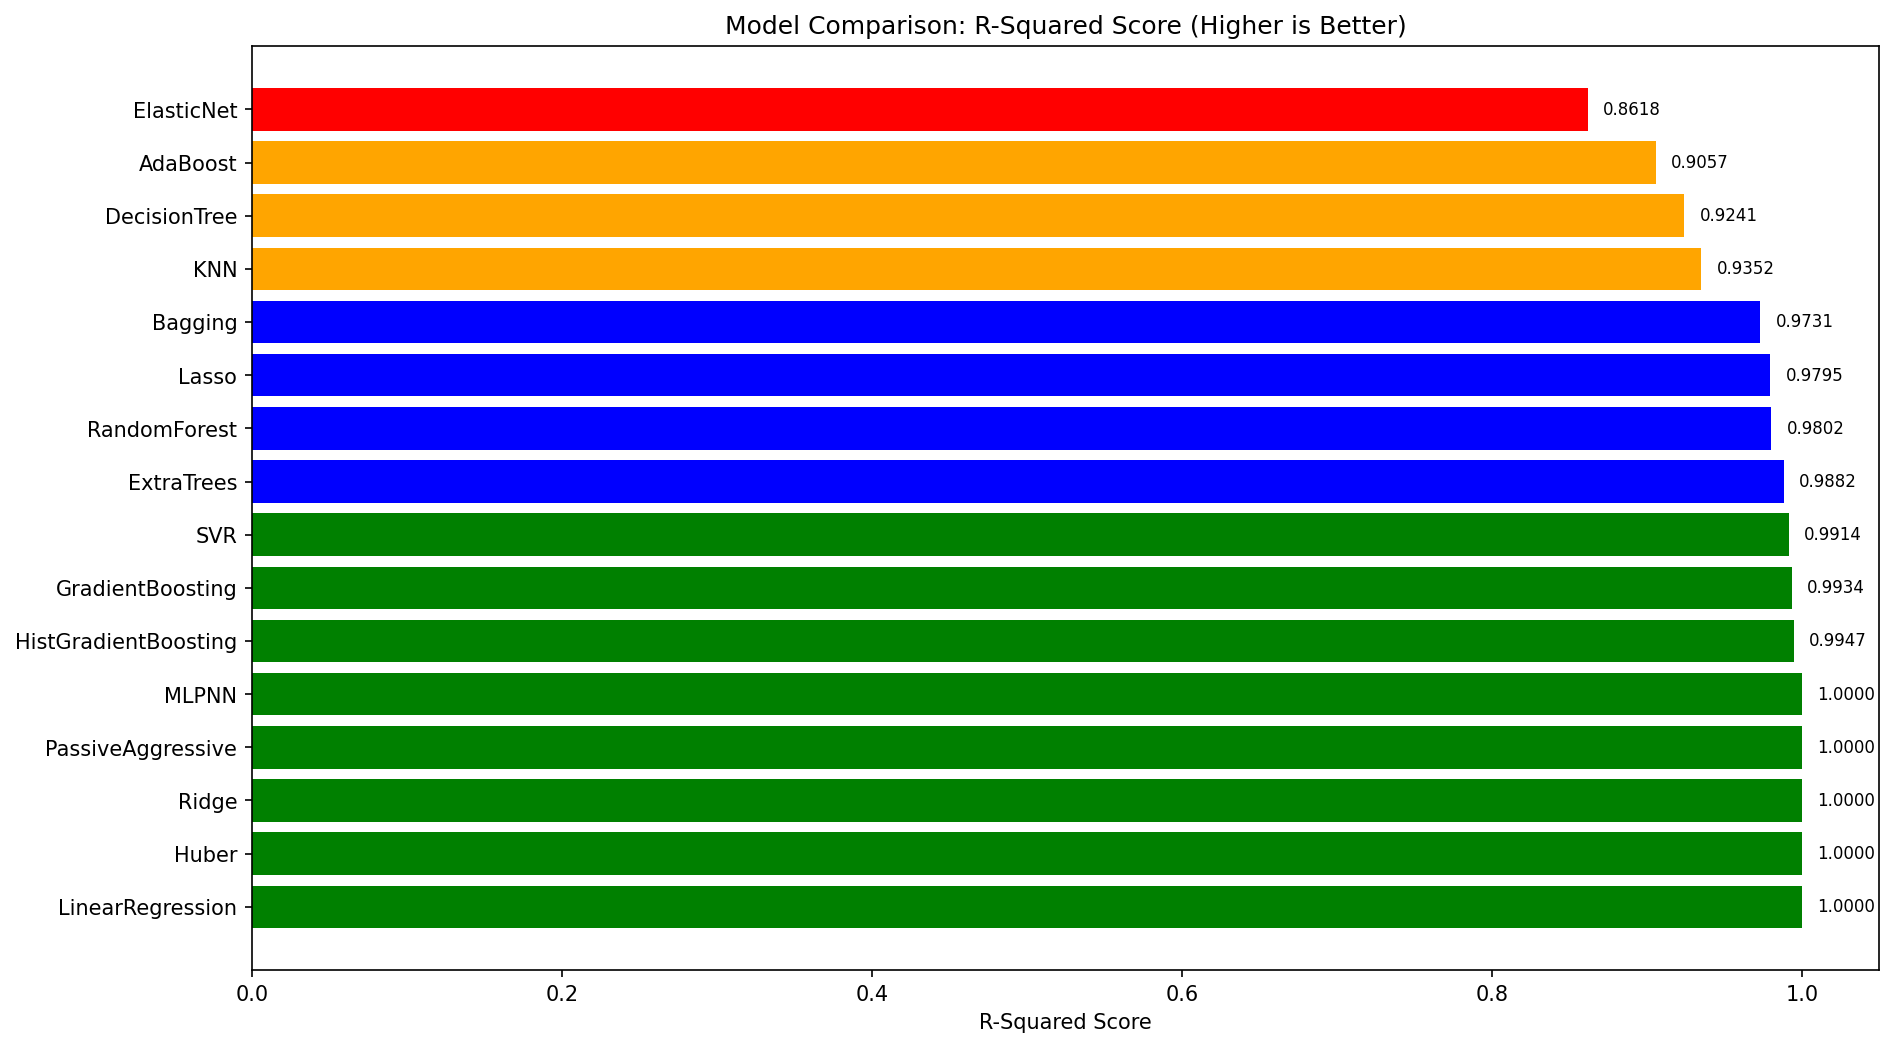 Model Comparison: R-Squared Score (Higher is Better)
ElasticNet 0.8618
AdaBoost 0.9057
DecisionTree 0.9241
KNN 0.9352
Bagging 0.9731
Lasso 0.9795
RandomForest 0.9802
ExtraTrees 0.9882
SVR 0.9914
GradientBoosting 0.9934
HistGradientBoosting 0.9947
MLPNN 1.0000
PassiveAggressive 1.0000
Ridge 1.0000
Huber 1.0000
LinearRegression 1.0000
0.0 0.2 0.4 0.6 0.8 1.0
R-Squared Score